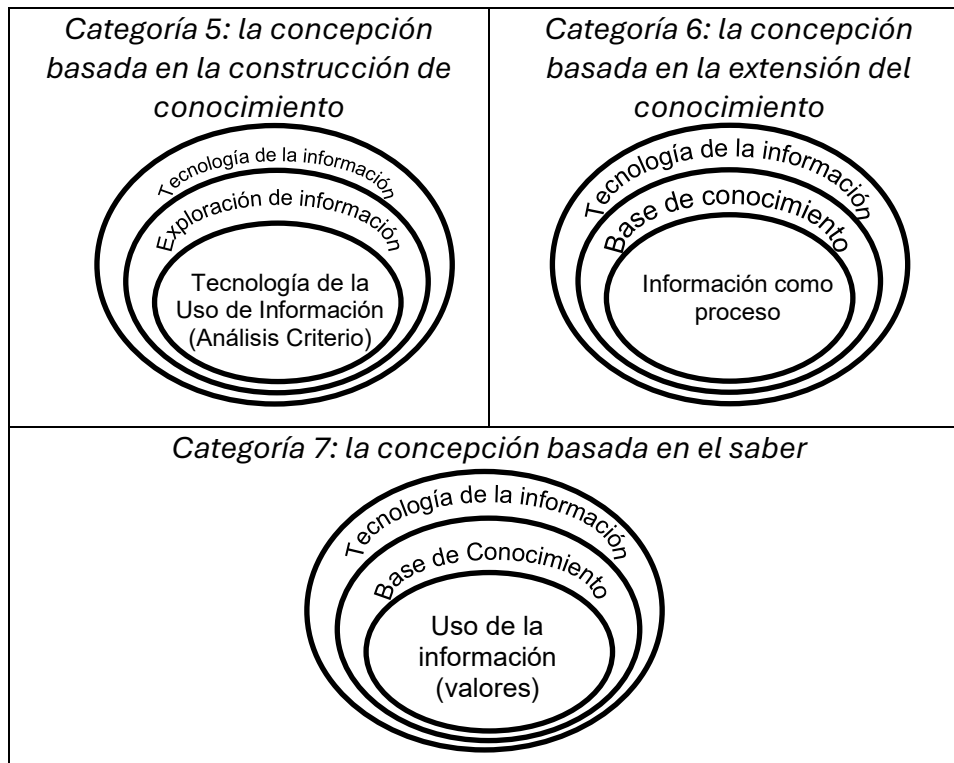 Categoría 5: la concepción
basada en la construcción de
conocimiento
Tecnología de la información
Exploración de información
Tecnología de la
Uso de Información
(Análisis Criterio)
Categoría 6: la concepción
basada en la extensión del
conocimiento
Tecnología de la información
Base de conocimiento
Información como
proceso
Categoría 7: la concepción basada en el saber
Tecnología de la información
Base de Conocimiento
Uso de la
información
(valores)